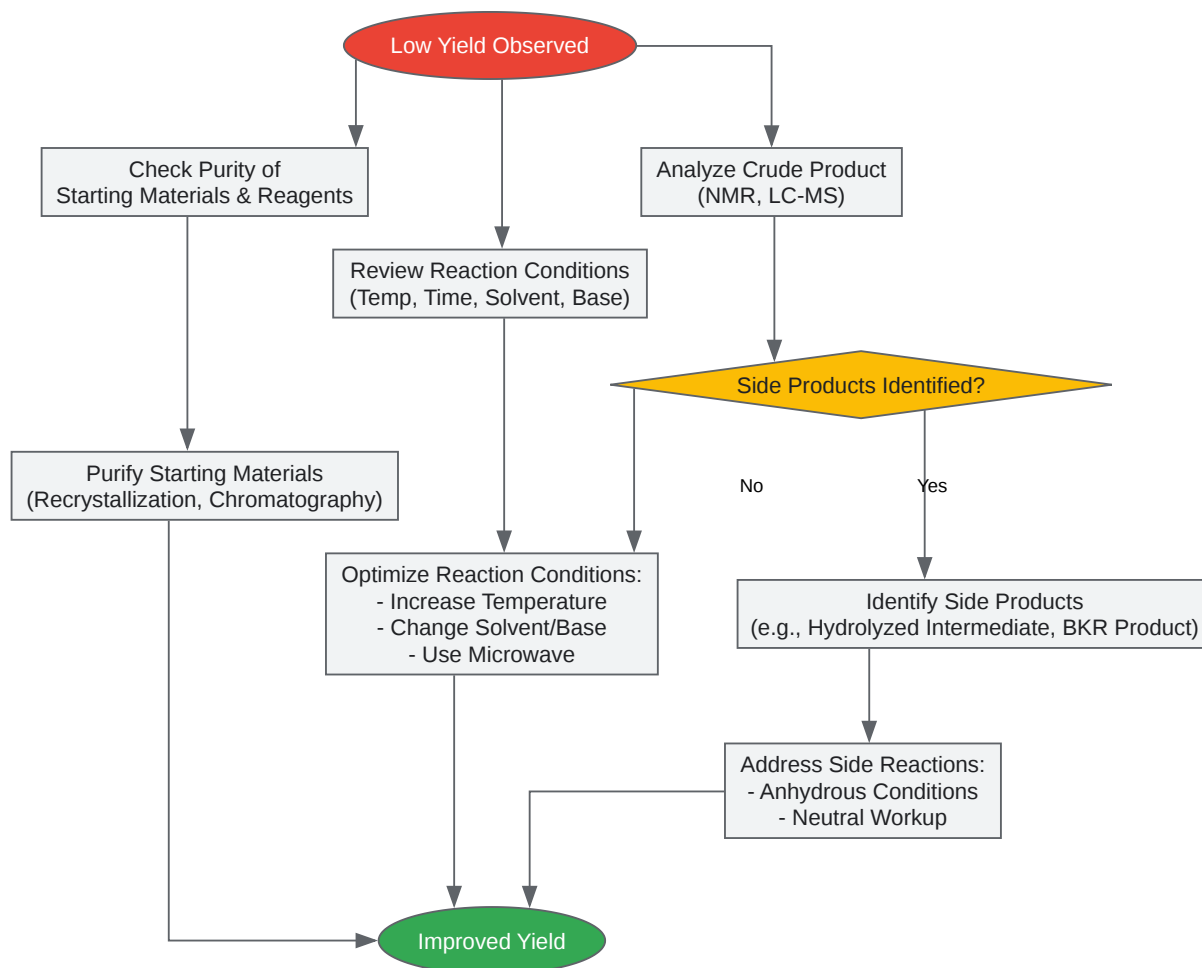 Low Yield Observed
Check Purity of
Starting Materials & Reagents
Analyze Crude Product
(NMR, LC-MS)
Review Reaction Conditions
(Temp, Time, Solvent, Base)
Side Products Identified?
Purify Starting Materials
(Recrystallization, Chromatography)
No
Yes
Optimize Reaction Conditions:
- Increase Temperature
- Change Solvent/Base
- Use Microwave
Identify Side Products
(e.g., Hydrolyzed Intermediate, BKR Product)
Address Side Reactions:
- Anhydrous Conditions
- Neutral Workup
Improved Yield